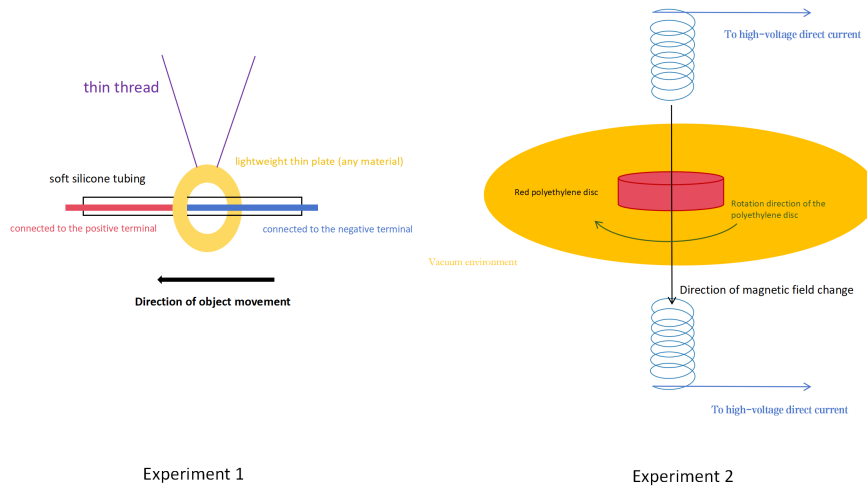 thin thread
lightweight thin plate (any material)
soft silicone tubing
connected to the positive terminal
connected to the negative terminal
Direction of object movement
Experiment 1
To high-voltage direct current
Red polyethylene disc
Rotation direction of the
polyethylene disc
Vacuum environment
Direction of magnetic field change
To high-voltage direct current
Experiment 2